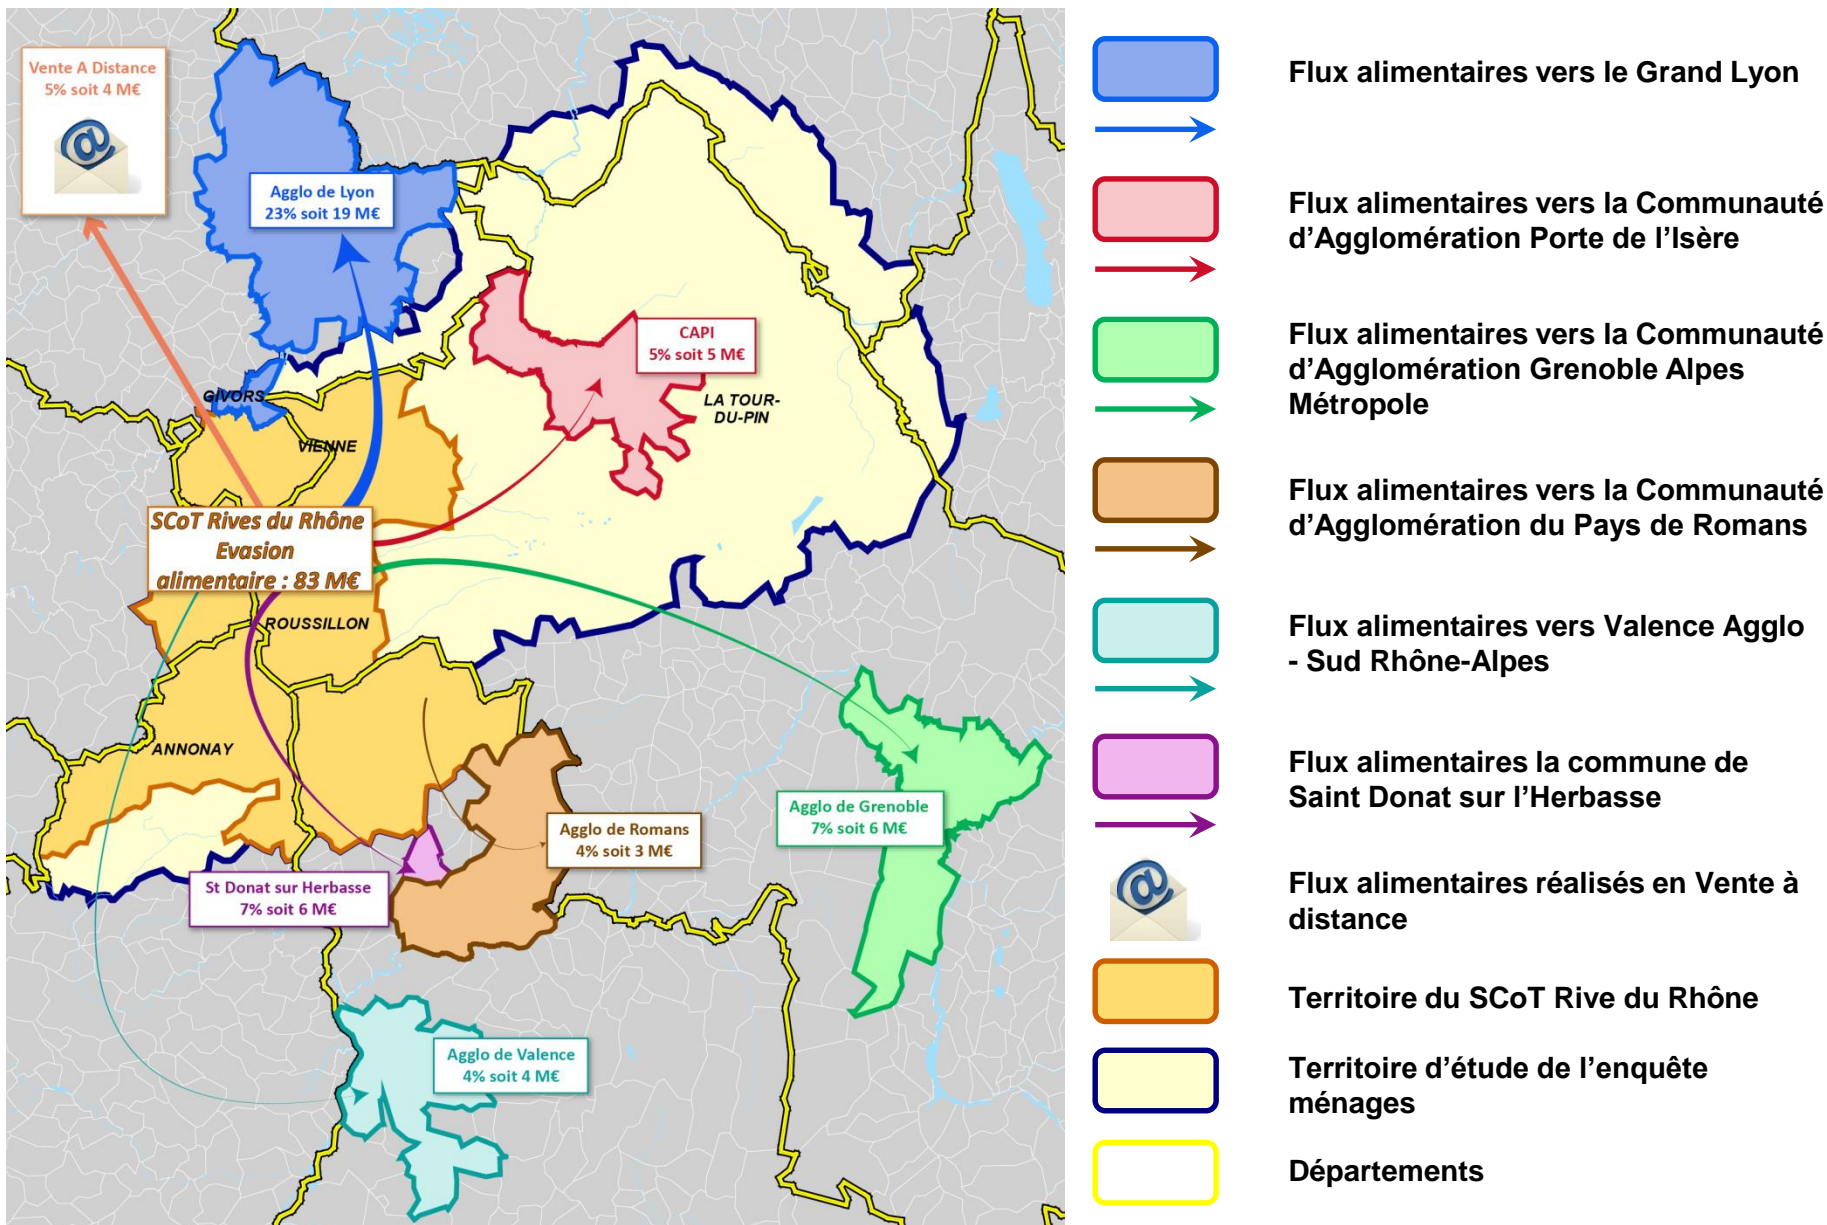 Vente A Distance
5% soit 4 M€
Agglo de Lyon
23% soit 19 M€
CAPI
5% soit 5 M€
LA TOUR-
DU-PIN
GIVORS
VIENNE
SCoT Rives du Rhône
Evasion
alimentaire : 83 M€
ROUSSILLON
ANNONAY
Agglo de Grenoble
7% soit 6 M€
Agglo de Romans
4% soit 3 M€
St Donat sur Herbasse
7% soit 6 M€
Agglo de Valence
4% soit 4 M€
Flux alimentaires vers le Grand Lyon
Flux alimentaires vers la Communauté
d’Agglomération Porte de l’Isère
Flux alimentaires vers la Communauté
d’Agglomération Grenoble Alpes
Métropole
Flux alimentaires vers la Communauté
d’Agglomération du Pays de Romans
Flux alimentaires vers Valence Agglo
- Sud Rhône-Alpes
Flux alimentaires la commune de
Saint Donat sur l’Herbasse
Flux alimentaires réalisés en Vente à
distance
Territoire du SCoT Rive du Rhône
Territoire d’étude de l’enquête
ménages
Départements